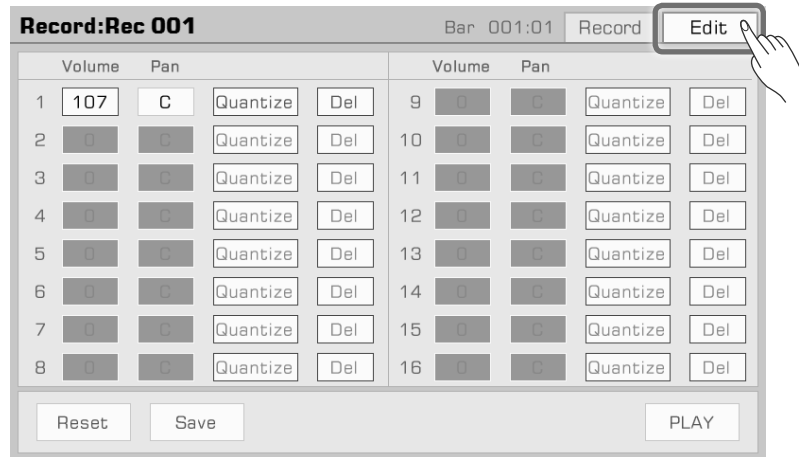 Record:Rec 001 Bar 001:01 Record Edit
Volume Pan Volume Pan
1 107 C Quantize Del 9 0 C Quantize Del
2 0 C Quantize Del 10 0 C Quantize Del
3 0 C Quantize Del 11 0 C Quantize Del
4 0 C Quantize Del 12 0 C Quantize Del
5 0 C Quantize Del 13 0 C Quantize Del
6 0 C Quantize Del 14 0 C Quantize Del
7 0 C Quantize Del 15 0 C Quantize Del
8 0 C Quantize Del 16 0 C Quantize Del
Reset Save PLAY